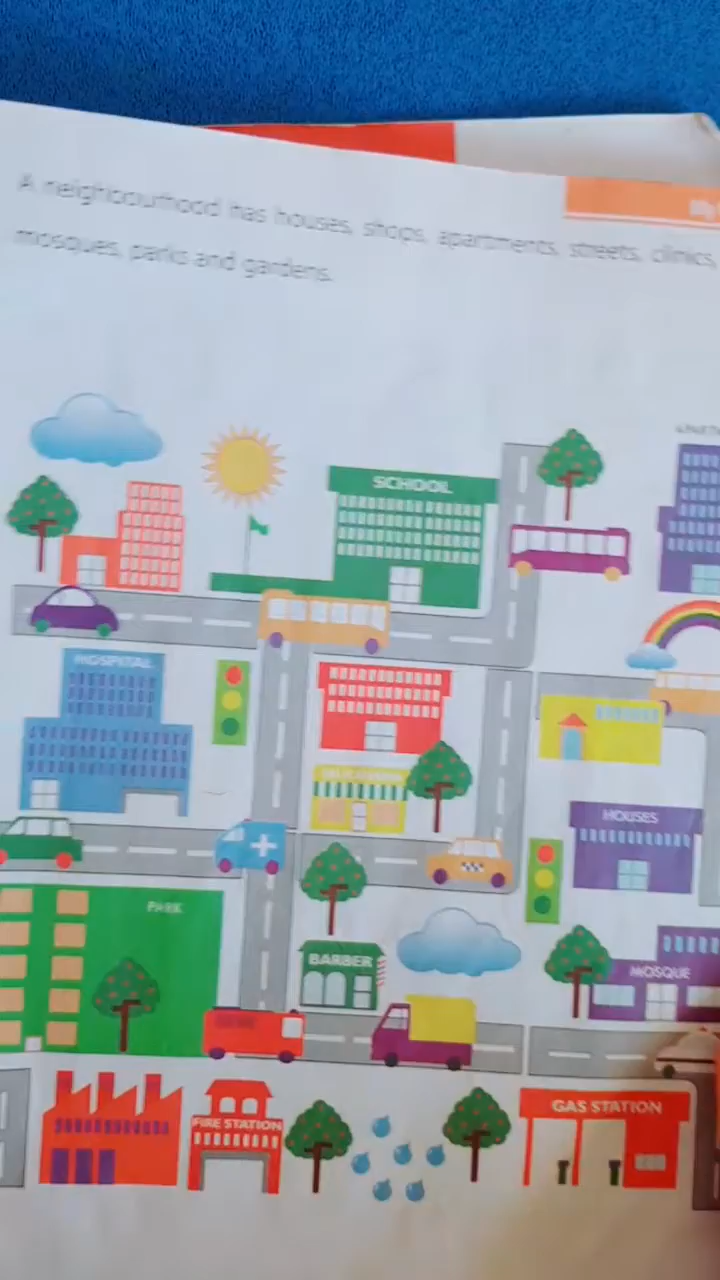 A neighbourhood has houses, shops, apartments, streets, clinics,
mosques, parks and gardens.
SCHOOL
HOSPITAL
HOUSES
PARK
BARBER
MOSQUE
GAS STATION
FIRE STATION